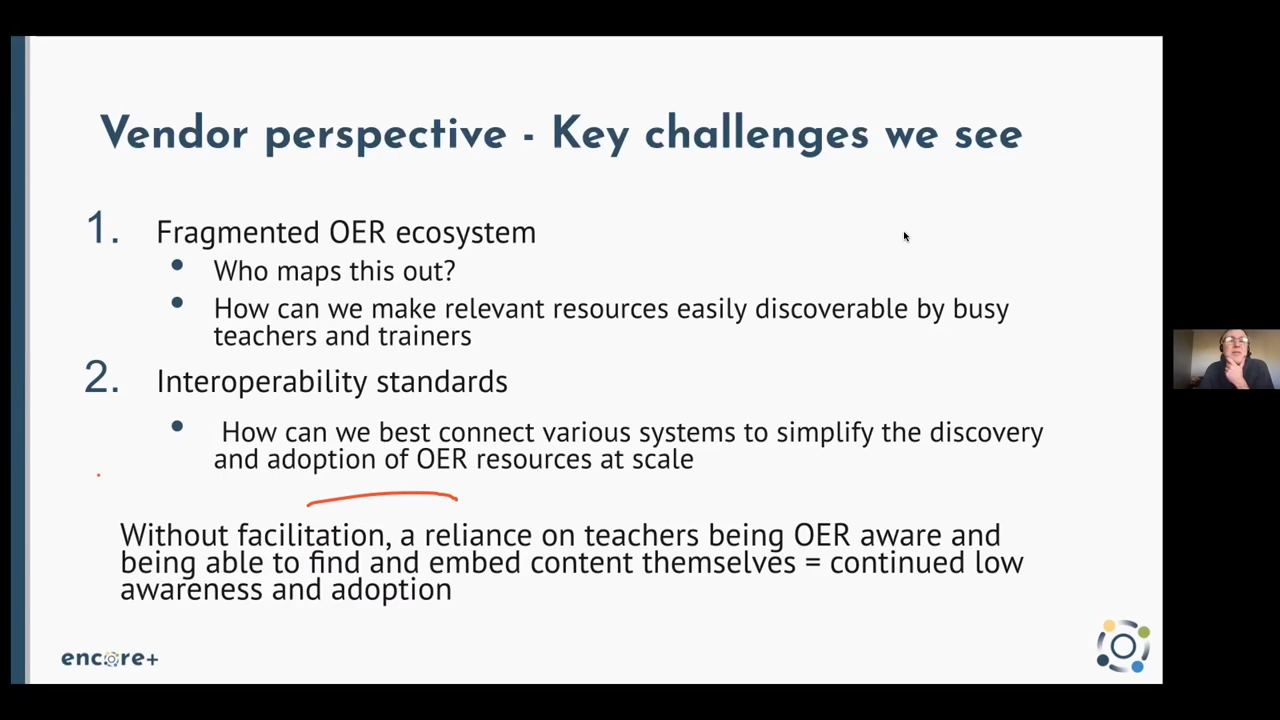 Vendor perspective - Key challenges we see
1. Fragmented OER ecosystem
• Who maps this out?
• How can we make relevant resources easily discoverable by busy
teachers and trainers
2. Interoperability standards
• How can we best connect various systems to simplify the discovery
and adoption of OER resources at scale
Without facilitation, a reliance on teachers being OER aware and
being able to find and embed content themselves = continued low
awareness and adoption
encore+